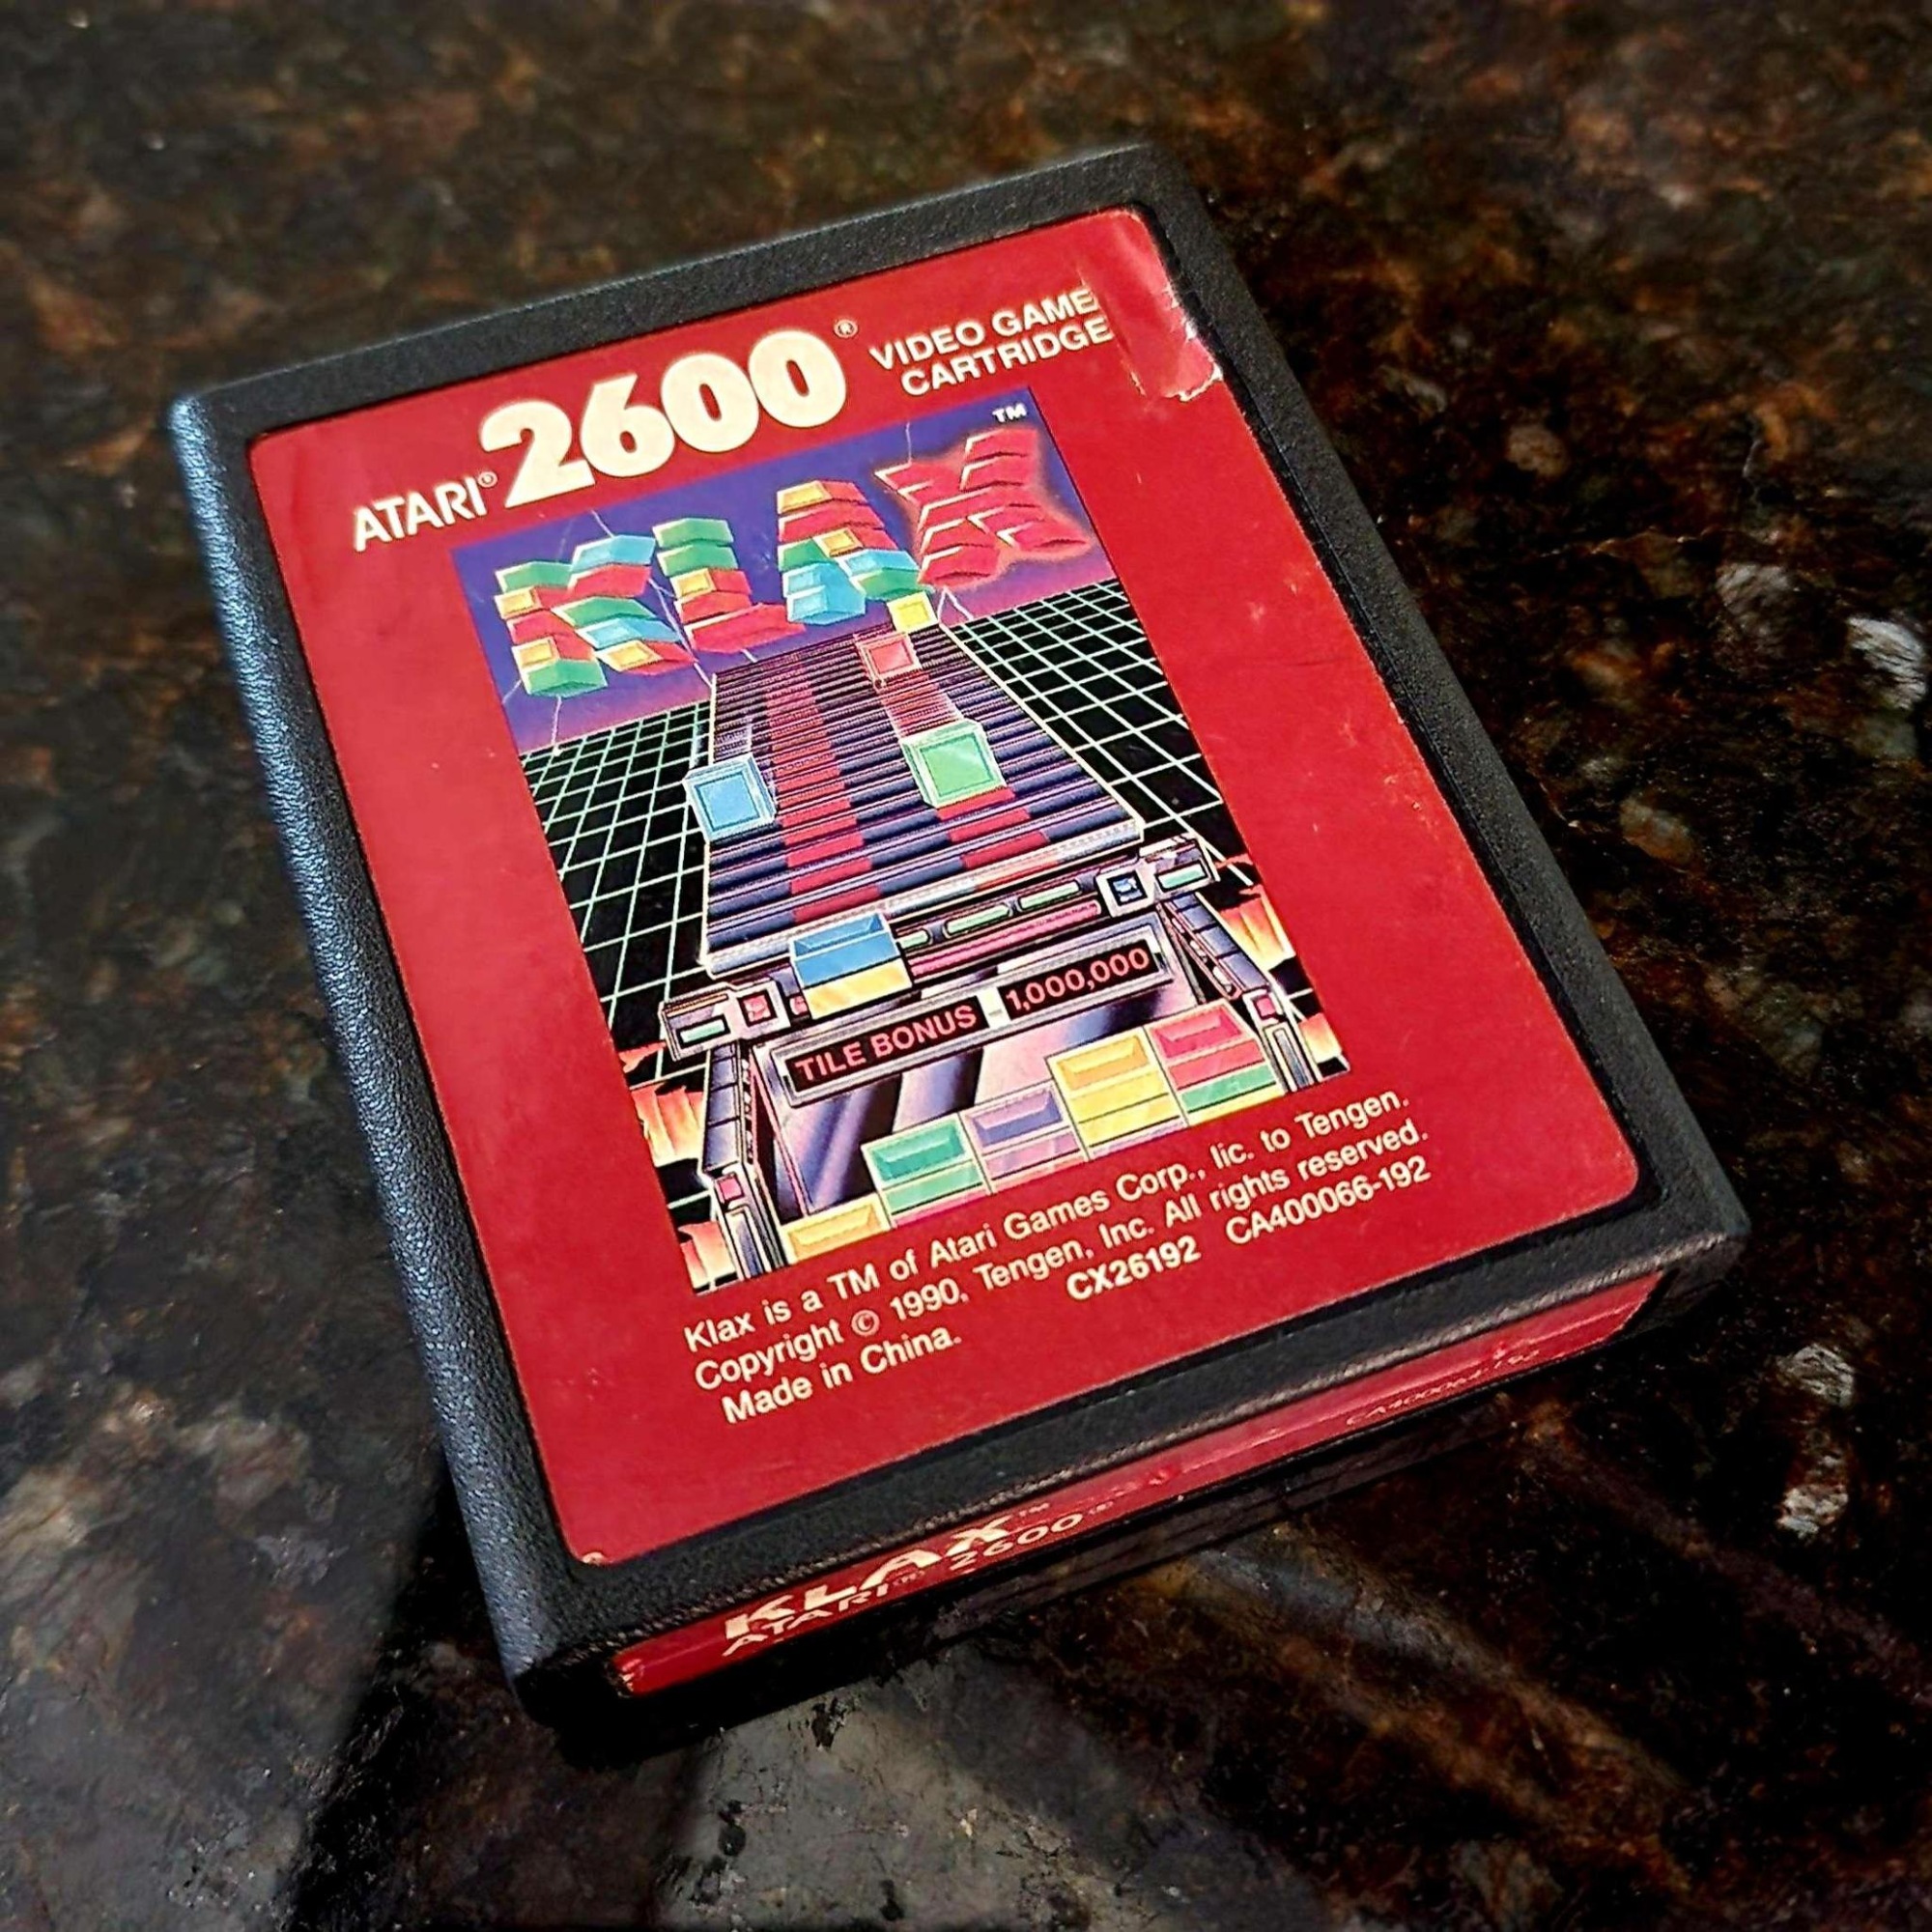 ATARI® 2600® VIDEO GAME
CARTRIDGE
KLAX™
TILE BONUS - 1,000,000
Klax is a TM of Atari Games Corp., lic. to Tengen.
Copyright © 1990, Tengen, Inc. All rights reserved.
Made in China.
CX26192 CA400066-192
KLAX™
ATARI® 2600®